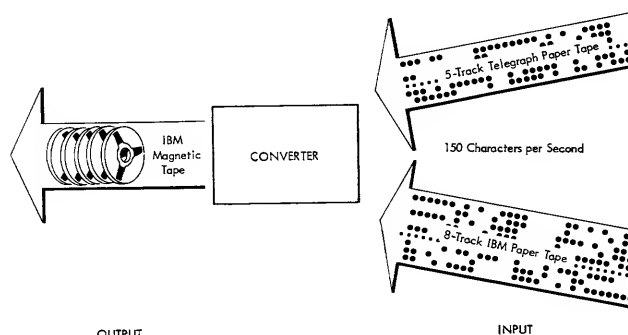 5-Track Telegraph Paper Tape
IBM
Magnetic
Tape
CONVERTER
150 Characters per Second
8-Track IBM Paper Tape
OUTPUT
INPUT